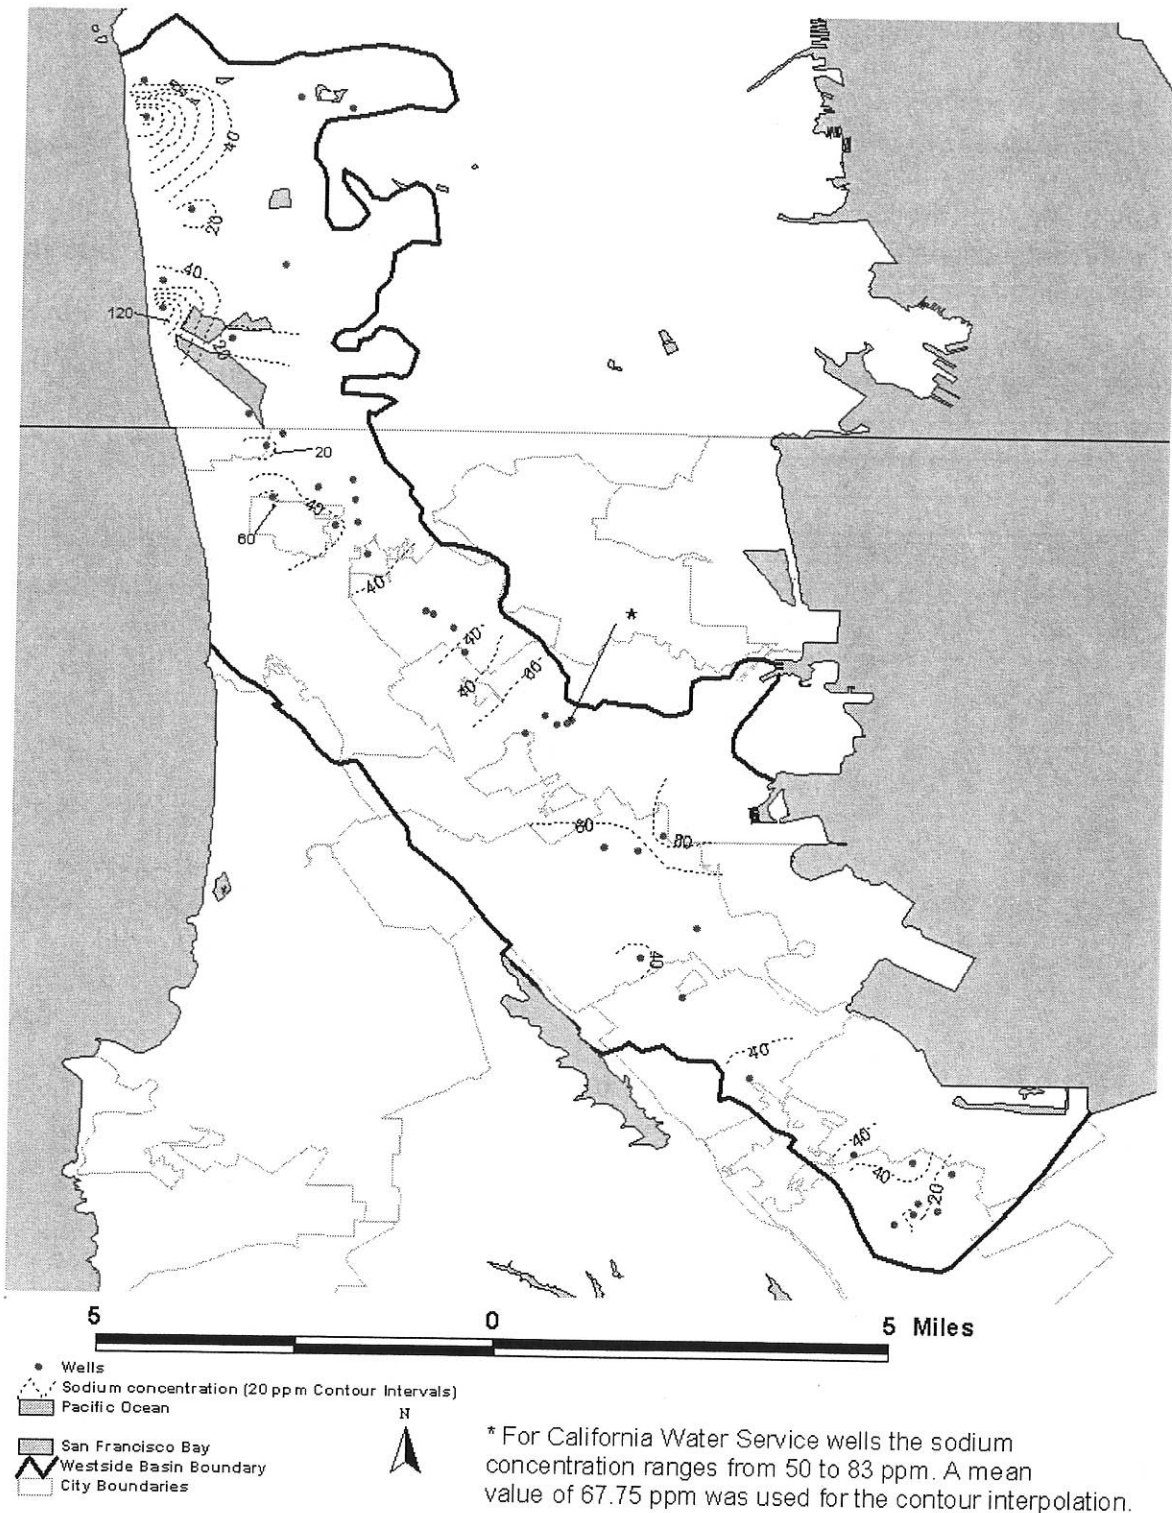 40
20
40
120
20
20
40
60
40
40
40
60
*
60
80
40
40
40
40
20
5 0 5 Miles
Wells
Sodium concentration (20 ppm Contour Intervals)
Pacific Ocean
San Francisco Bay
Westside Basin Boundary
City Boundaries
N
* For California Water Service wells the sodium
concentration ranges from 50 to 83 ppm. A mean
value of 67.75 ppm was used for the contour interpolation.